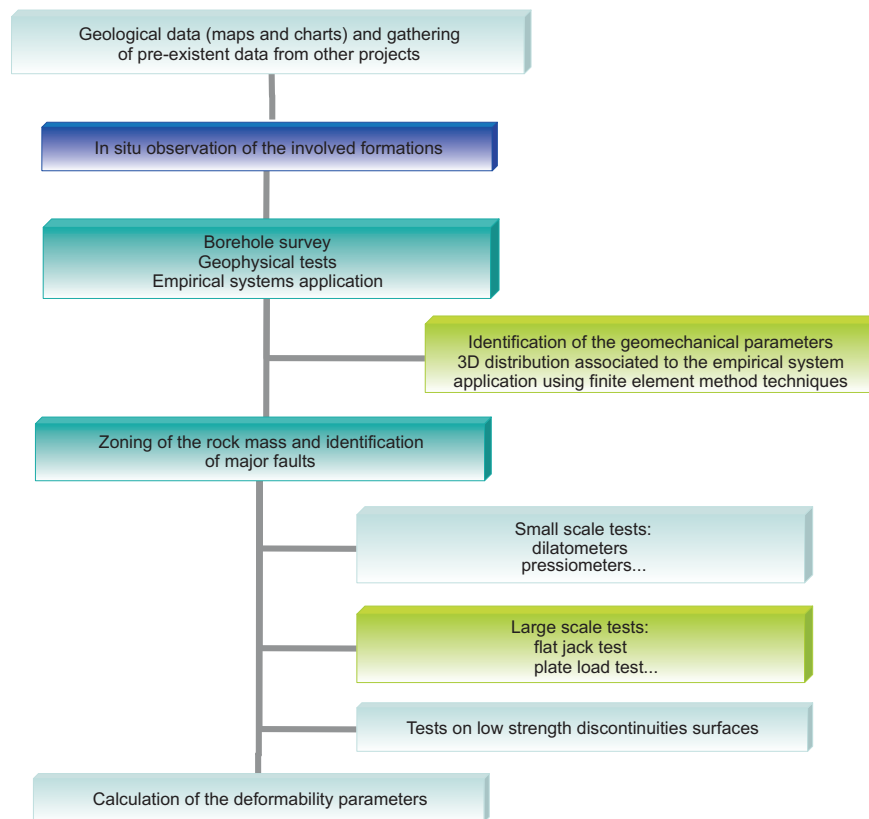 Geological data (maps and charts) and gathering
of pre-existent data from other projects
In situ observation of the involved formations
Borehole survey
Geophysical tests
Empirical systems application
Identification of the geomechanical parameters
3D distribution associated to the empirical system
application using finite element method techniques
Zoning of the rock mass and identification
of major faults
Small scale tests:
dilatometers
pressiometers...
Large scale tests:
flat jack test
plate load test...
Tests on low strength discontinuities surfaces
Calculation of the deformability parameters